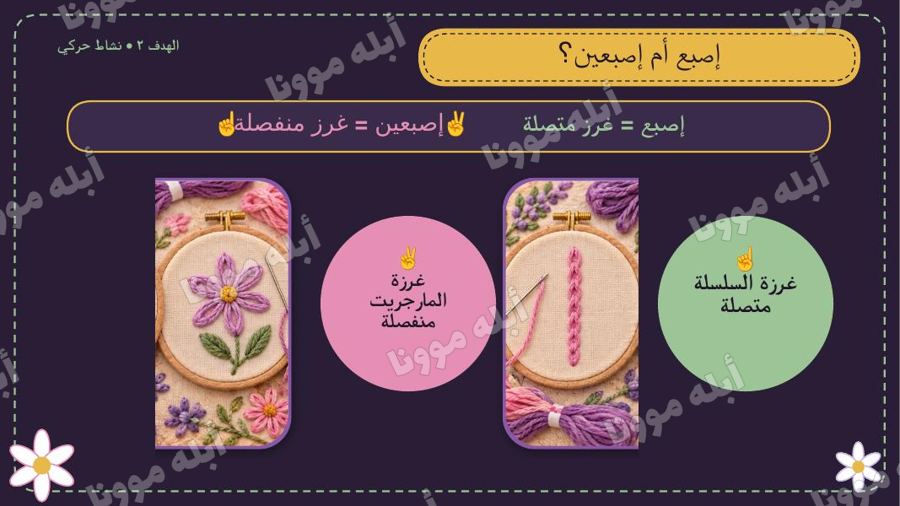 إصبع أم إصبعين؟
الهدف ٢ • نشاط حركي
إصبع = غرز متصلة ✌️إصبعين = غرز منفصلة☝️
☝️
غرزة السلسلة
متصلة
✌️
غرزة
المارجريت
منفصلة
أبله موونا